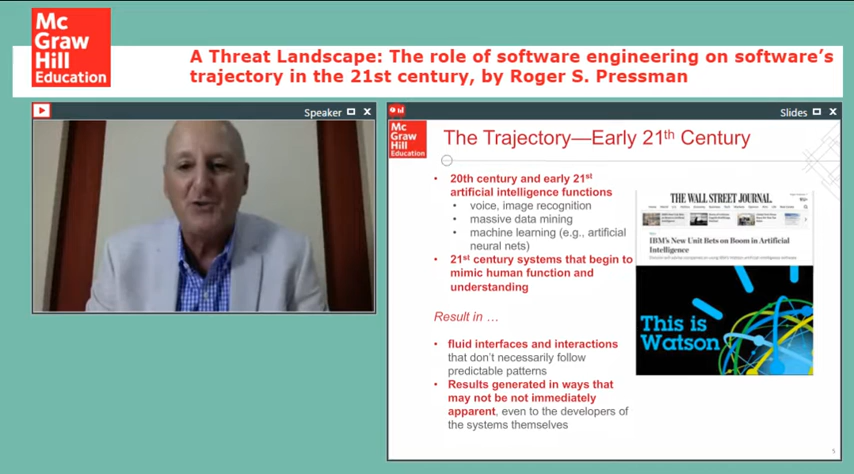 Mc
Graw
Hill
Education
A Threat Landscape: The role of software engineering on software's
trajectory in the 21st century, by Roger S. Pressman
Speaker
Slides
Mc
Graw
Hill
Education
The Trajectory—Early 21th Century
• 20th century and early 21st
artificial intelligence functions
• voice, image recognition
• massive data mining
• machine learning (e.g., artificial
neural nets)
• 21st century systems that begin to
mimic human function and
understanding
Result in …
• fluid interfaces and interactions
that don't necessarily follow
predictable patterns
• Results generated in ways that
may not be not immediately
apparent, even to the developers of
the systems themselves
THE WALL STREET JOURNAL.
IBM's New Unit Bets on Boom in Artificial
Intelligence
This is
Watson
5